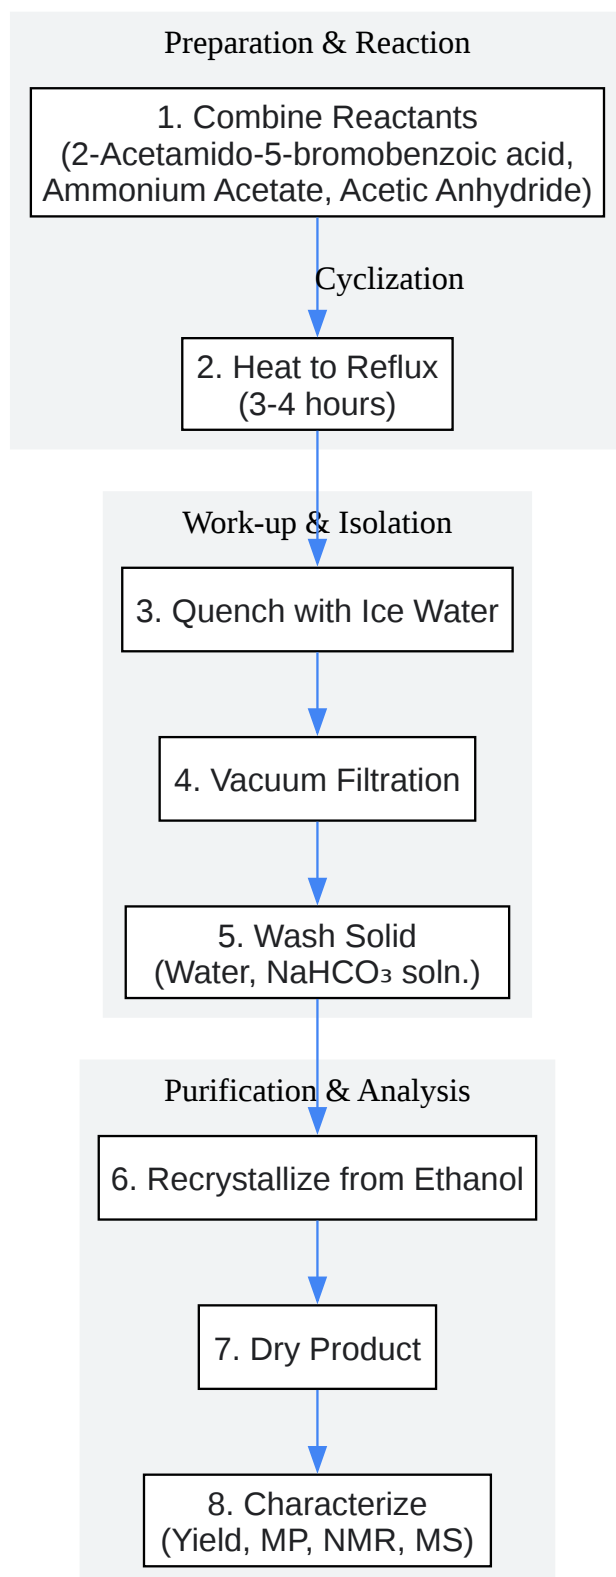 Preparation & Reaction
1. Combine Reactants
(2-Acetamido-5-bromobenzoic acid,
Ammonium Acetate, Acetic Anhydride)
Cyclization
2. Heat to Reflux
(3-4 hours)
Work-up & Isolation
3. Quench with Ice Water
4. Vacuum Filtration
5. Wash Solid
(Water, NaHCO₃ soln.)
Purification & Analysis
6. Recrystallize from Ethanol
7. Dry Product
8. Characterize
(Yield, MP, NMR, MS)